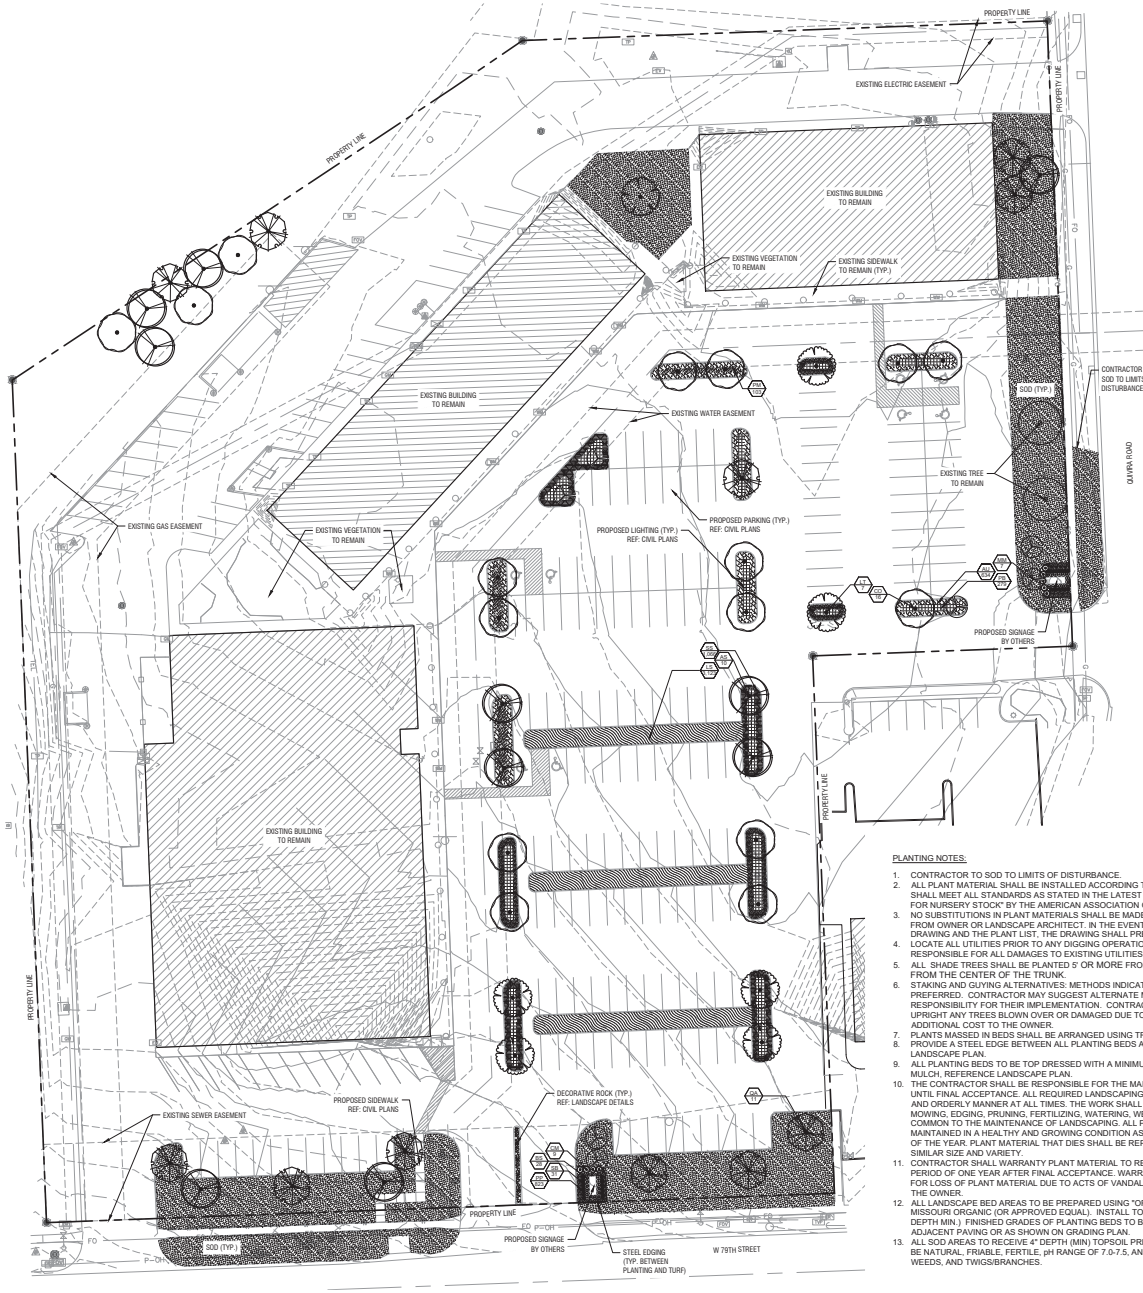 PROPERTY LINE
EXISTING ELECTRIC EASEMENT
PROPERTY LINE
PROPERTY LINE
EXISTING BUILDING
TO REMAIN
EXISTING VEGETATION
TO REMAIN
EXISTING SIDEWALK
TO REMAIN (TYP.)
CONTRACTOR
SOD TO LIMITS
DISTURBANCE
SOD (TYP.)
EXISTING BUILDING
TO REMAIN
EXISTING WATER EASEMENT
QUIVIRA ROAD
EXISTING TREE
TO REMAIN
EXISTING GAS EASEMENT
EXISTING VEGETATION
TO REMAIN
PROPOSED LIGHTING (TYP.)
REF: CIVIL PLANS
PROPOSED PARKING (TYP.)
REF: CIVIL PLANS
PROPOSED SIGNAGE
BY OTHERS
PROPERTY LINE
EXISTING BUILDING
TO REMAIN
PLANTING NOTES:
1. CONTRACTOR TO SOD TO LIMITS OF DISTURBANCE.
2. ALL PLANT MATERIAL SHALL BE INSTALLED ACCORDING T
SHALL MEET ALL STANDARDS AS STATED IN THE LATEST
FOR NURSERY STOCK" BY THE AMERICAN ASSOCIATION
3. NO SUBSTITUTIONS IN PLANT MATERIALS SHALL BE MADE
FROM OWNER OR LANDSCAPE ARCHITECT. IN THE EVENT
DRAWING AND THE PLANT LIST, THE DRAWING SHALL PRE
4. LOCATE ALL UTILITIES PRIOR TO ANY DIGGING OPERATIO
RESPONSIBLE FOR ALL DAMAGES TO EXISTING UTILITIES
5. ALL SHADE TREES SHALL BE PLANTED 5' OR MORE FRO
FROM THE CENTER OF THE TRUNK.
6. STAKING AND GUYING ALTERNATIVES: METHODS INDICAT
PREFERRED. CONTRACTOR MAY SUGGEST ALTERNATE M
RESPONSIBILITY FOR THEIR IMPLEMENTATION. CONTRAC
UPRIGHT ANY TREES BLOWN OVER OR DAMAGED DUE TO
ADDITIONAL COST TO THE OWNER.
7. PLANTS MASSED IN BEDS SHALL BE ARRANGED USING TR
8. PROVIDE A STEEL EDGE BETWEEN ALL PLANTING BEDS A
LANDSCAPE PLAN.
9. ALL PLANTING BEDS TO BE TOP DRESSED WITH A MINIMU
MULCH, REFERENCE LANDSCAPE PLAN.
10. THE CONTRACTOR SHALL BE RESPONSIBLE FOR THE MAI
UNTIL FINAL ACCEPTANCE. ALL REQUIRED LANDSCAPING
AND ORDERLY MANNER AT ALL TIMES. THE WORK SHALL
MOWING, EDGING, PRUNING, FERTILIZING, WATERING, WE
COMMON TO THE MAINTENANCE OF LANDSCAPING. ALL P
MAINTAINED IN A HEALTHY AND GROWING CONDITION AS
OF THE YEAR. PLANT MATERIAL THAT DIES SHALL BE REP
SIMILAR SIZE AND VARIETY.
11. CONTRACTOR SHALL WARRANTY PLANT MATERIAL TO RE
PERIOD OF ONE YEAR AFTER FINAL ACCEPTANCE. WARR
FOR LOSS OF PLANT MATERIAL DUE TO ACTS OF VANDAL
THE OWNER.
12. ALL LANDSCAPE BED AREAS TO BE PREPARED USING "OR
MISSOURI ORGANIC (OR APPROVED EQUAL). INSTALL TO
DEPTH MIN.) FINISHED GRADES OF PLANTING BEDS TO B
ADJACENT PAVING OR AS SHOWN ON GRADING PLAN.
13. ALL SOD AREAS TO RECEIVE 4" DEPTH (MIN) TOPSOIL PRI
BE NATURAL, FRIABLE, FERTILE, pH RANGE OF 7.0-7.5, AN
WEEDS, AND TWIGS/BRANCHES.
PROPERTY LINE
EXISTING SEWER EASEMENT
PROPOSED SIDEWALK
REF: CIVIL PLANS
DECORATIVE ROCK (TYP.)
REF: LANDSCAPE DETAILS
PROPERTY LINE
SOD (TYP.)
PROPOSED SIGNAGE
BY OTHERS
STEEL EDGING
(TYP. BETWEEN
PLANTING AND TURF)
W 79TH STREET